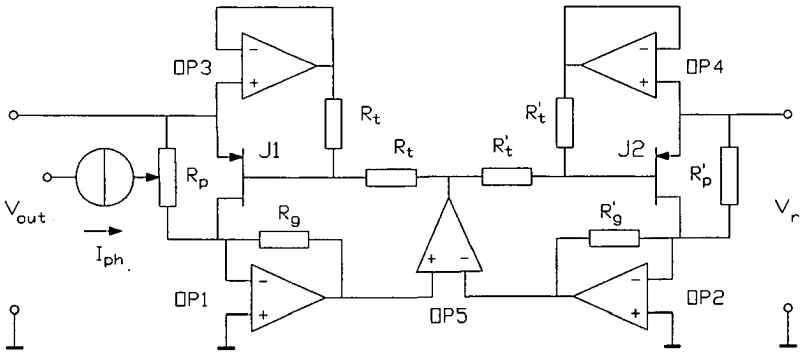 OP3
OP4
R_t
R'_t
J1
R_t
R'_t
J2
R_p
R'_p
V_out.
I_ph.
R_g
R'_g
V_r
OP1
OP5
OP2
- + - + + - - + - +